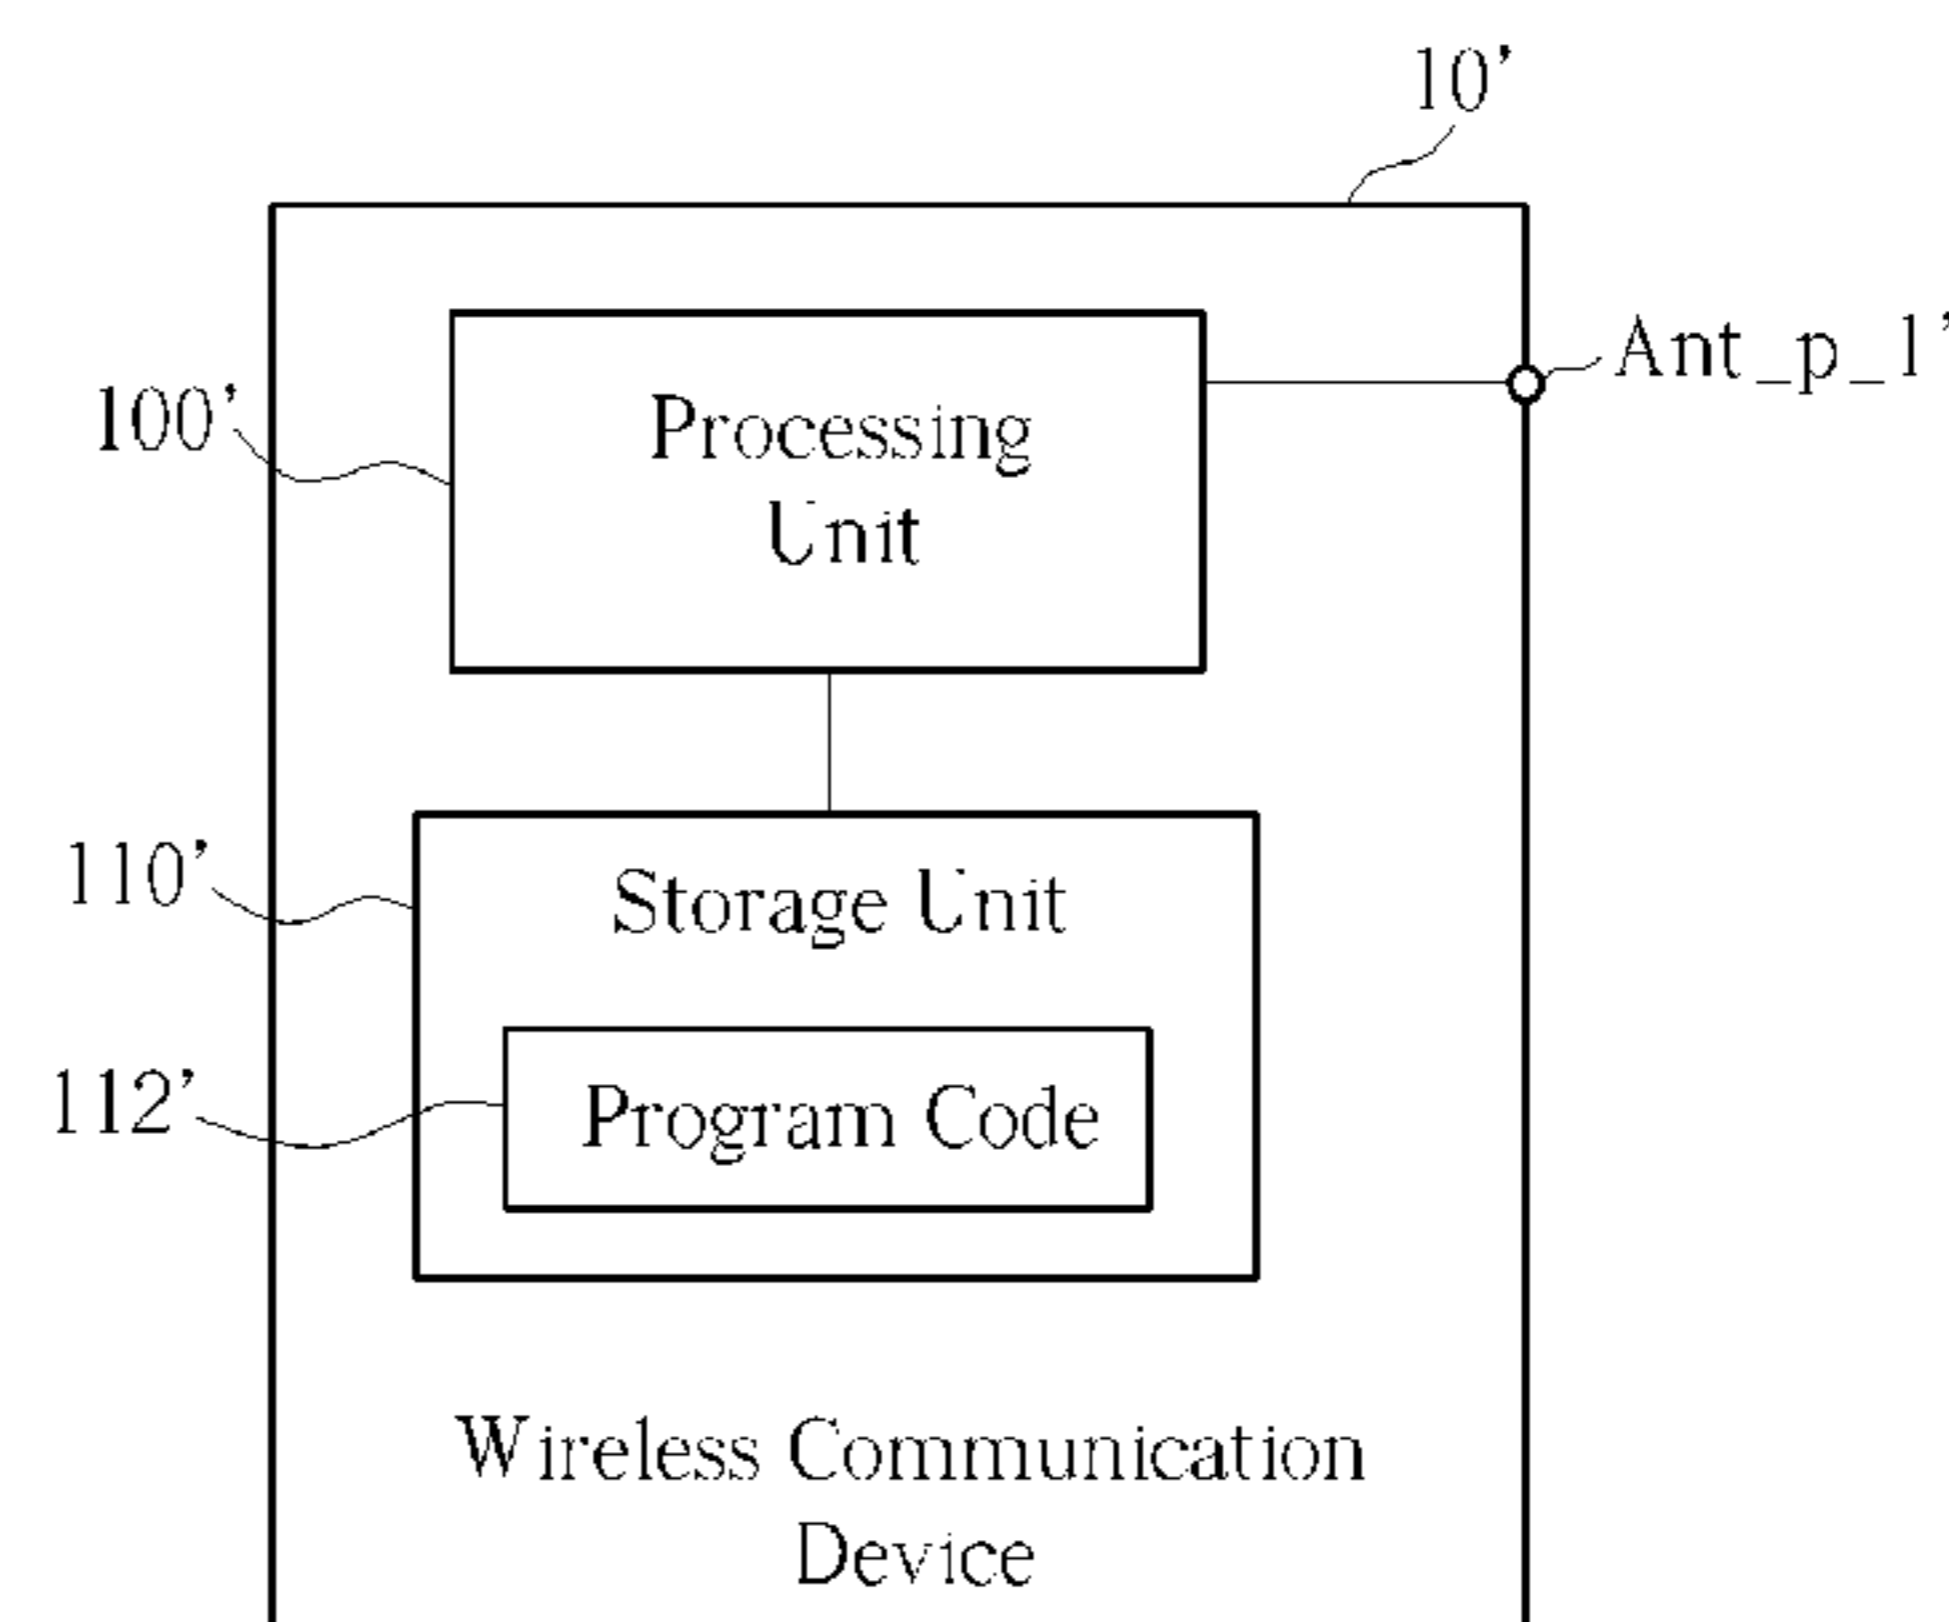 10’
Ant_p_1’
100’
Processing
Unit
110’
Storage Unit
112’
Program Code
Wireless Communication
Device